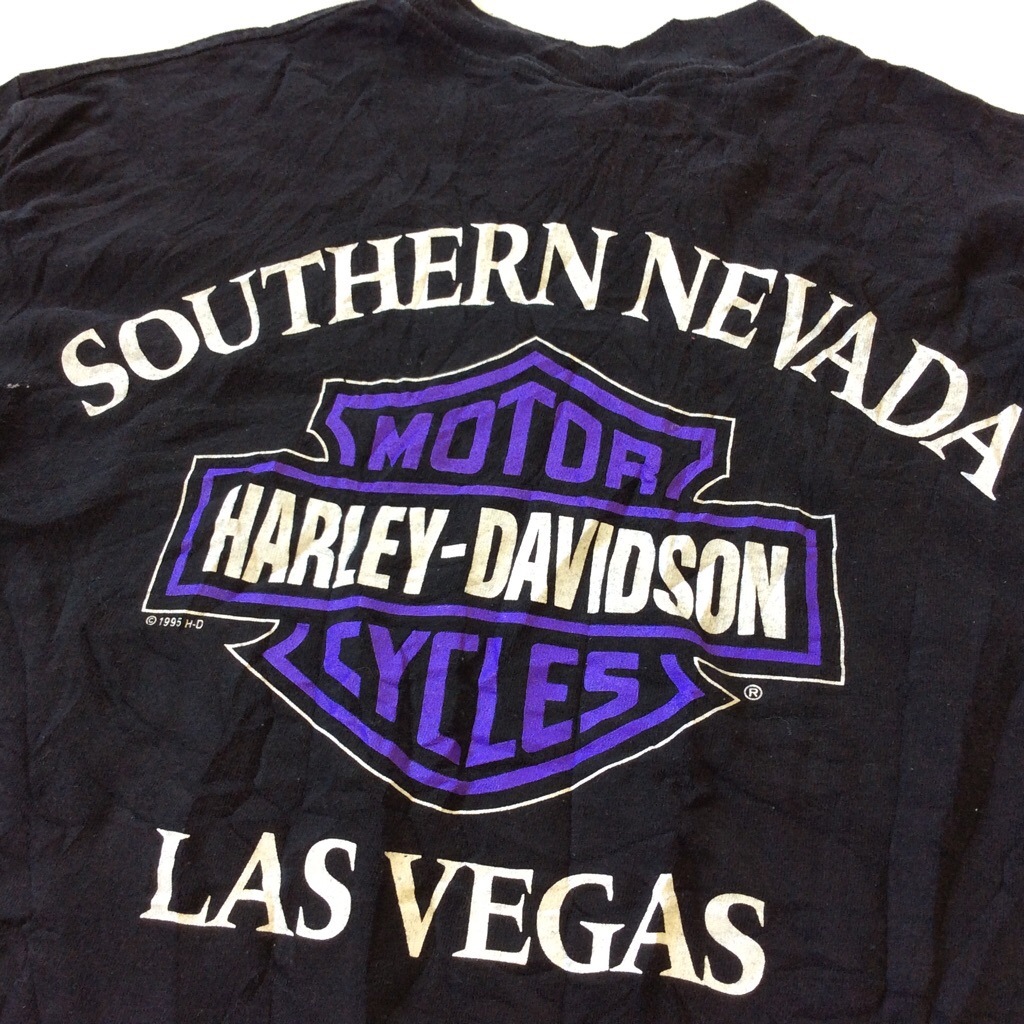 SOUTHERN NEVADA
MOTOR
HARLEY-DAVIDSON
© 1995 H-D
CYCLES
®
LAS VEGAS